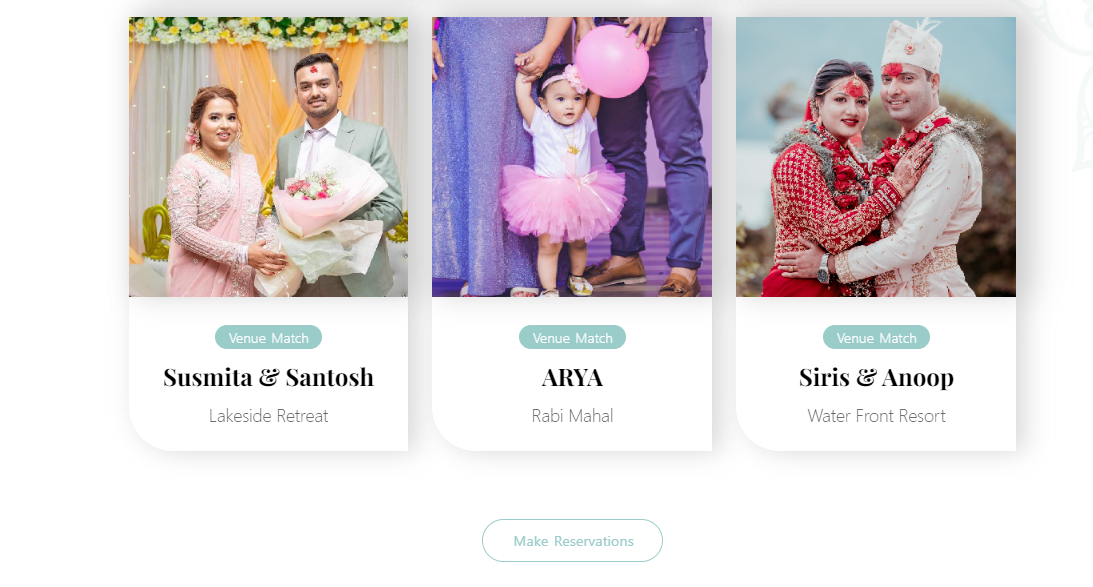 Venue Match
Susmita & Santosh
Lakeside Retreat
Venue Match
ARYA
Rabi Mahal
Venue Match
Siris & Anoop
Water Front Resort
Make Reservations